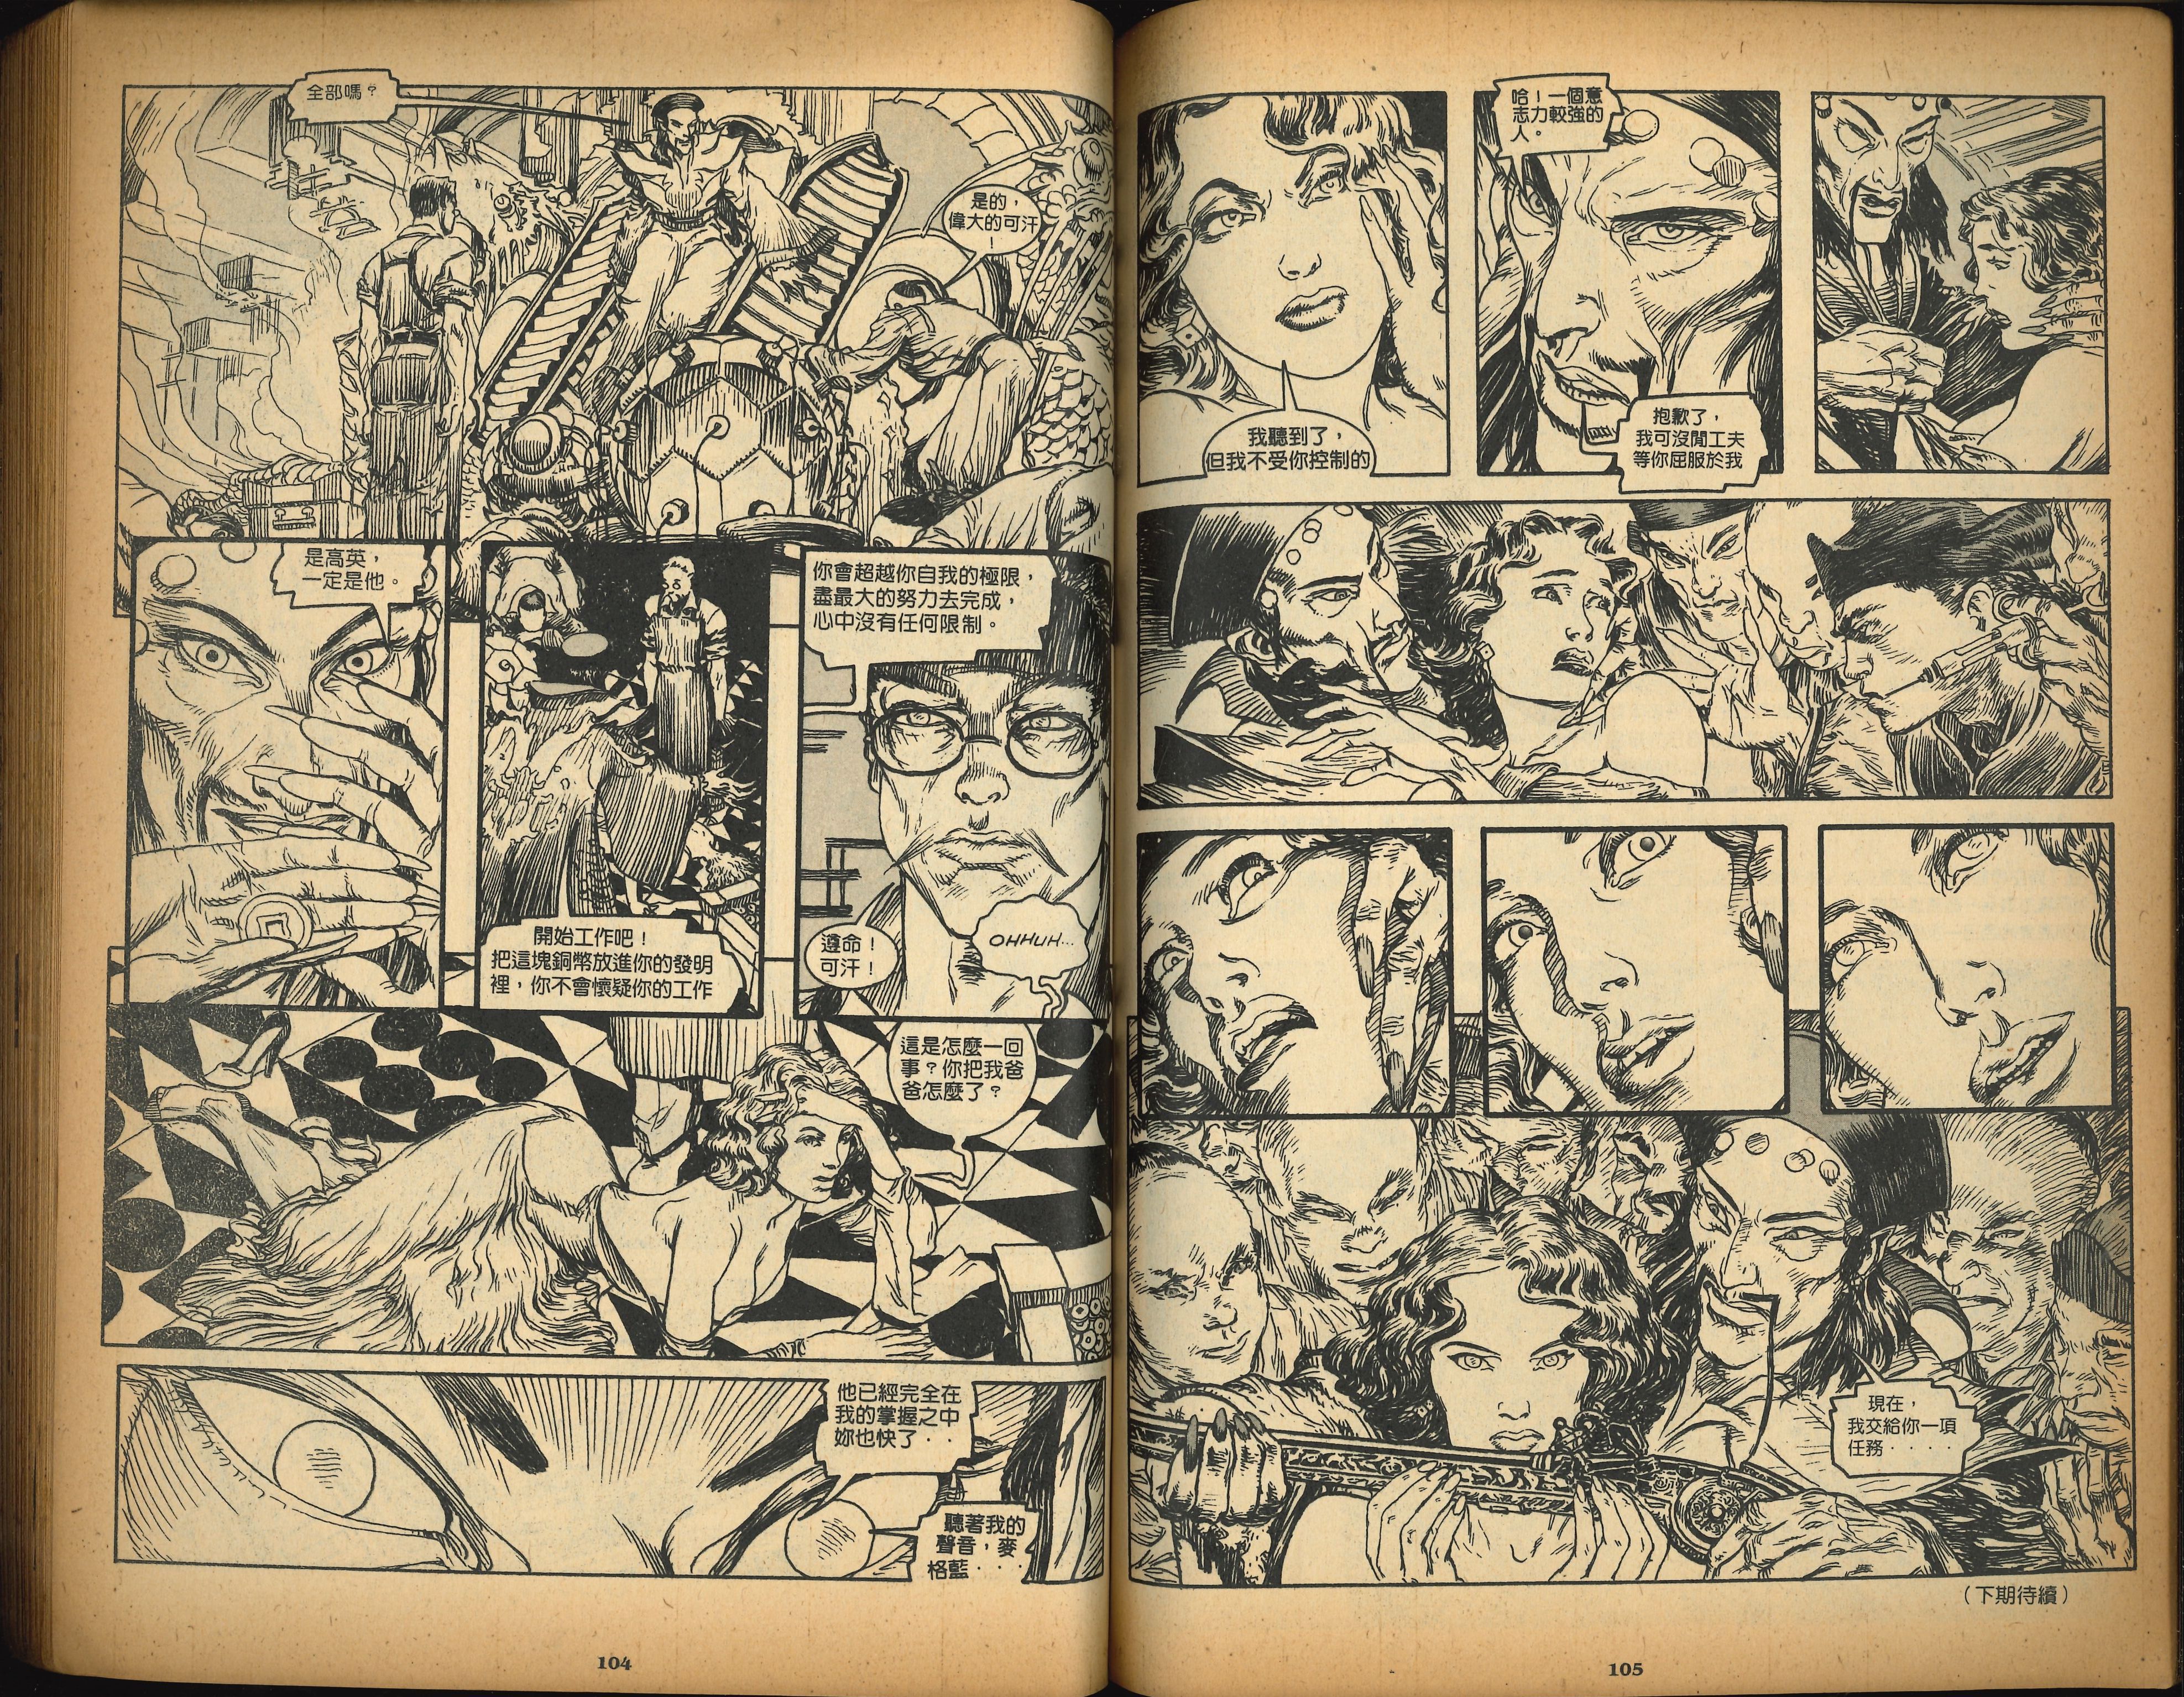 全部嗎？
是的，
偉大的可汗
！
是高英，
一定是他。
開始工作吧！
把這塊銅幣放進你的發明
裡，你不會懷疑你的工作
你會超越你自我的極限，
盡最大的努力去完成，
心中沒有任何限制。
遵命！
可汗！
OHHUH...
這是怎麼一回
事？你把我爸
爸怎麼了？
他已經完全在
我的掌握之中
妳也快了··
聽著我的
聲音，麥
格藍···
104
我聽到了，
但我不受你控制的
哈！一個意
志力較強的
人。
抱歉了，
我可沒閒工夫
等你屈服於我
現在，
我交給你一項
任務····
（下期待續）
105